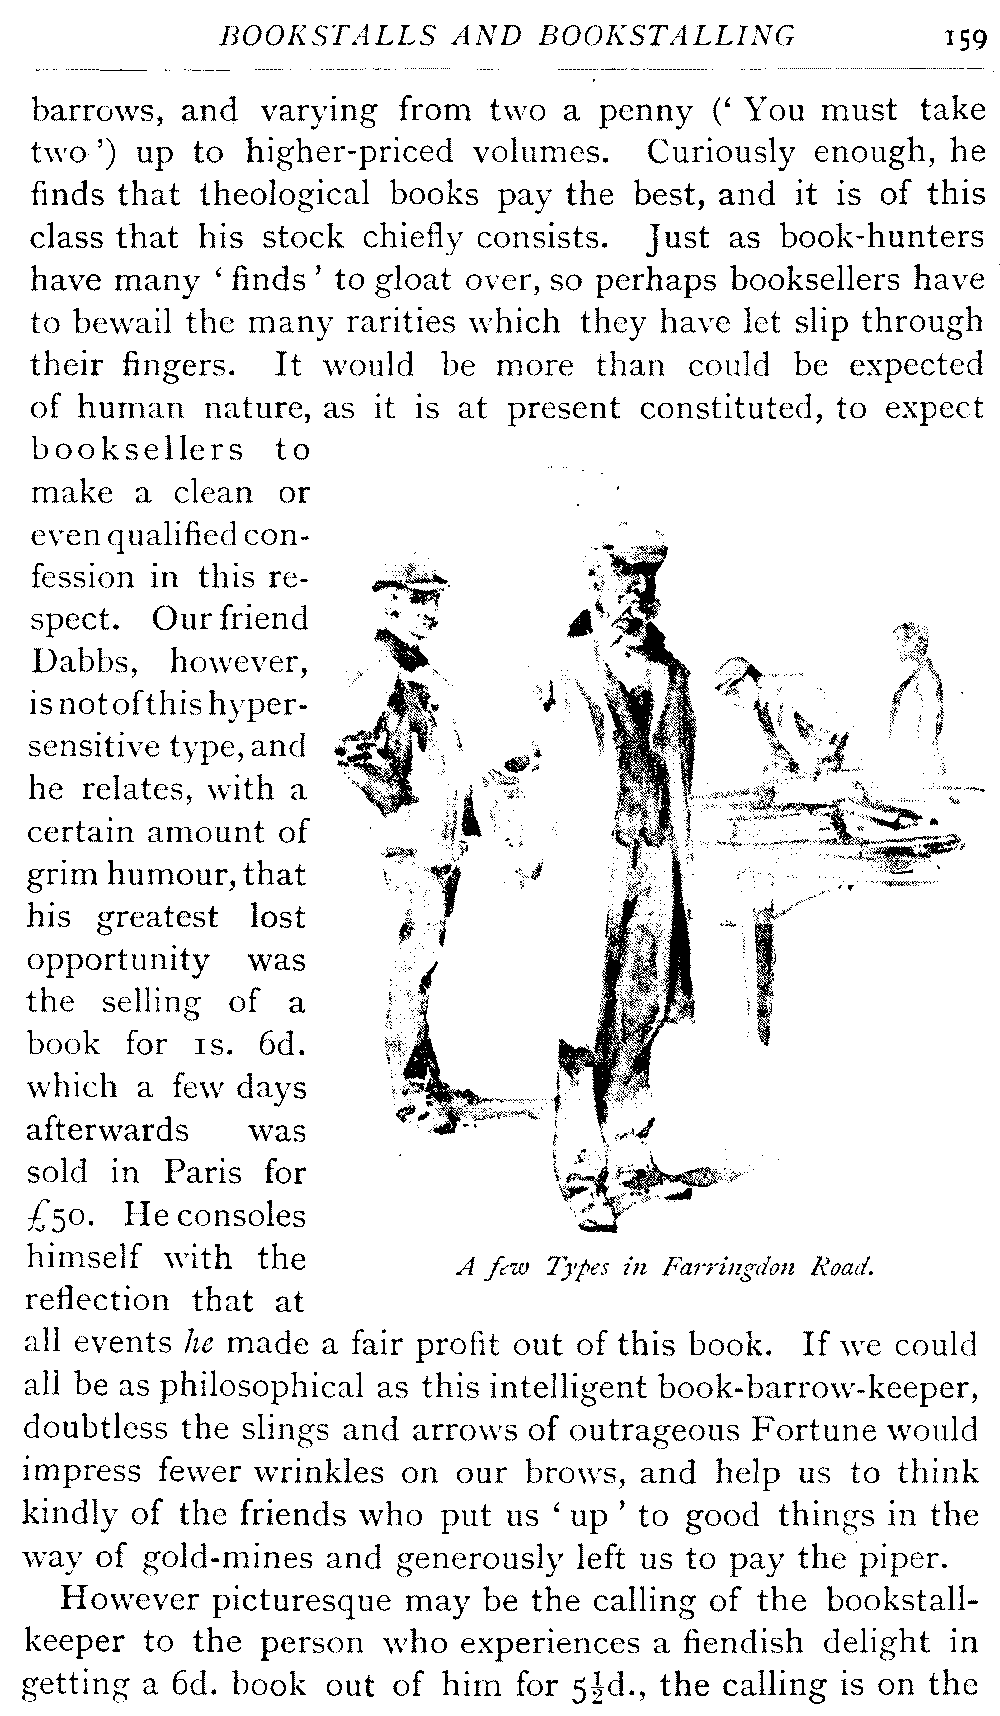 BOOKSTALLS AND BOOKSTALLING 159
barrows, and varying from two a penny (‘ You must take
two ’) up to higher-priced volumes. Curiously enough, he
finds that theological books pay the best, and it is of this
class that his stock chiefly consists. Just as book-hunters
have many ‘ finds ’ to gloat over, so perhaps booksellers have
to bewail the many rarities which they have let slip through
their fingers. It would be more than could be expected
of human nature, as it is at present constituted, to expect
booksellers to
make a clean or
even qualified con-
fession in this re-
spect. Our friend
Dabbs, however,
is not of this hyper-
sensitive type, and
he relates, with a
certain amount of
grim humour, that
his greatest lost
opportunity was
the selling of a
book for 1s. 6d.
which a few days
afterwards was
sold in Paris for
£50. He consoles
himself with the
reflection that at
A few Types in Farringdon Road.
all events he made a fair profit out of this book. If we could
all be as philosophical as this intelligent book-barrow-keeper,
doubtless the slings and arrows of outrageous Fortune would
impress fewer wrinkles on our brows, and help us to think
kindly of the friends who put us ‘ up ’ to good things in the
way of gold-mines and generously left us to pay the piper.
However picturesque may be the calling of the bookstall-
keeper to the person who experiences a fiendish delight in
getting a 6d. book out of him for 5½d., the calling is on the